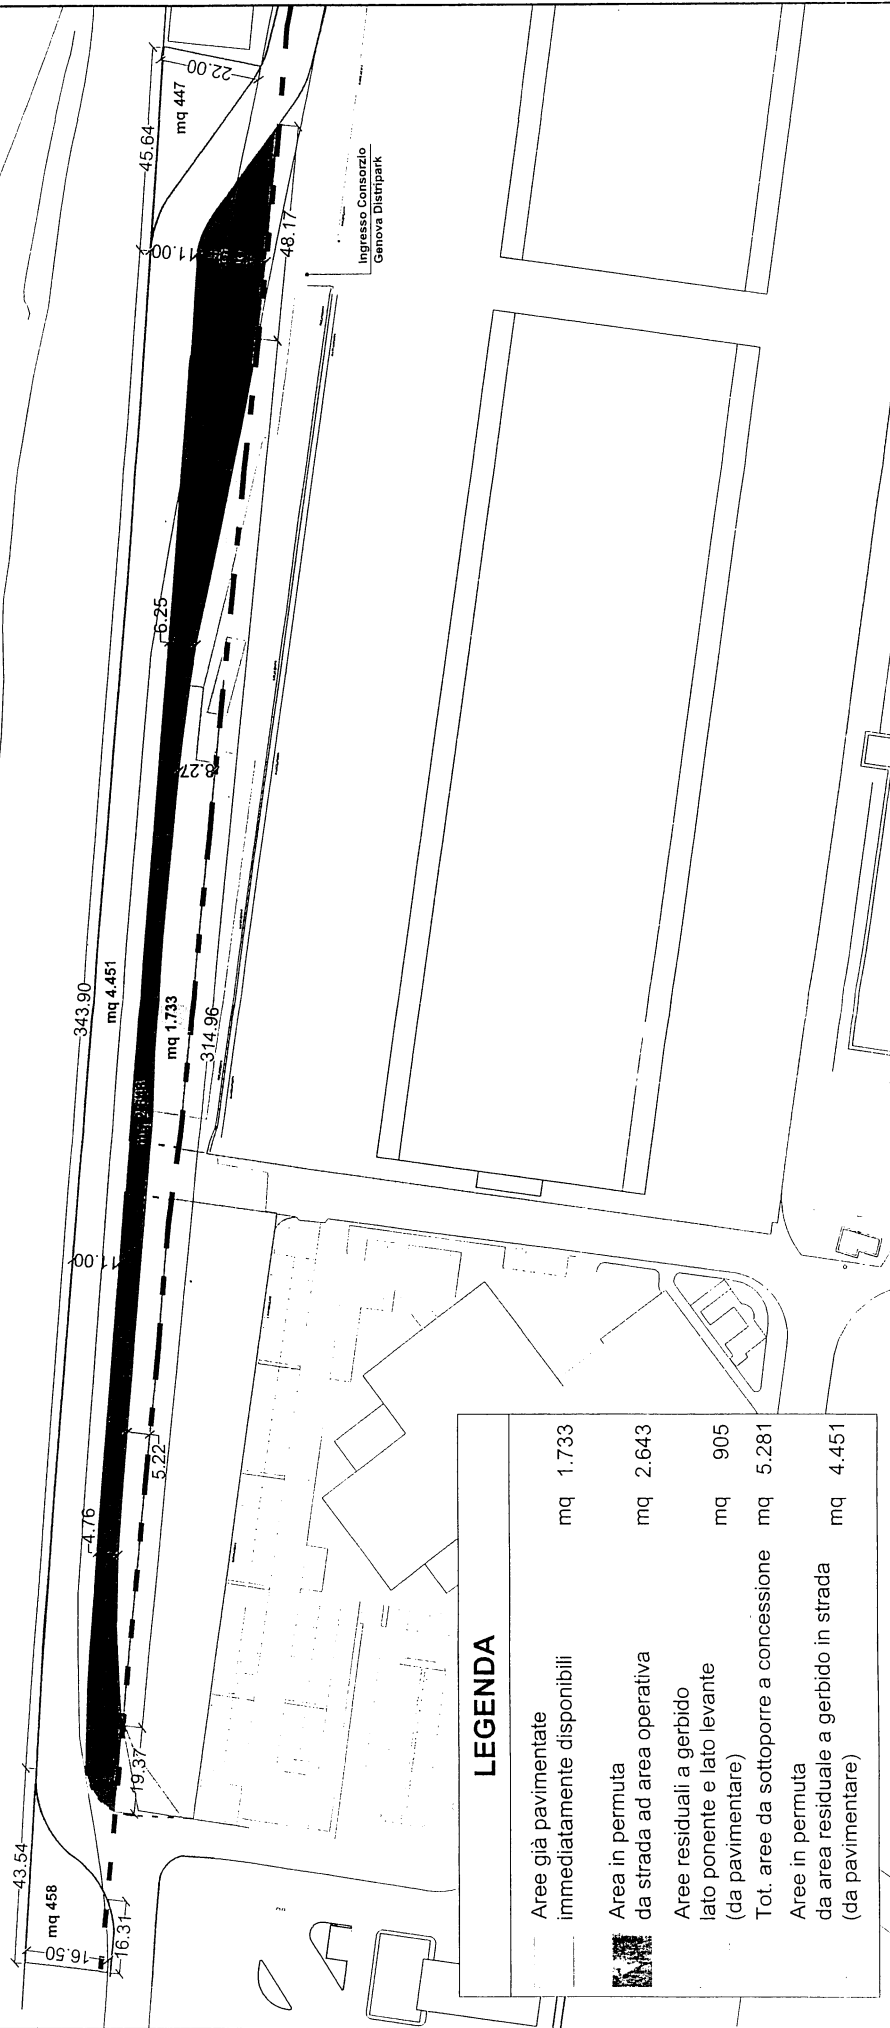 43.54
343.90
45.64
mq 458
16.50
16.31
19.37
4.76
5.22
11.00
mq 4.451
mq 1.733
314.96
8.27
6.25
11.00
48.17
mq 447
22.00
Ingresso Consorzio
Genova Distripark
LEGENDA
Aree già pavimentate
immediatamente disponibili mq 1.733
Area in permuta
da strada ad area operativa mq 2.643
Aree residuali a gerbido
lato ponente e lato levante
(da pavimentare) mq 905
Tot. aree da sottoporre a concessione mq 5.281
Aree in permuta
da area residuale a gerbido in strada
(da pavimentare) mq 4.451